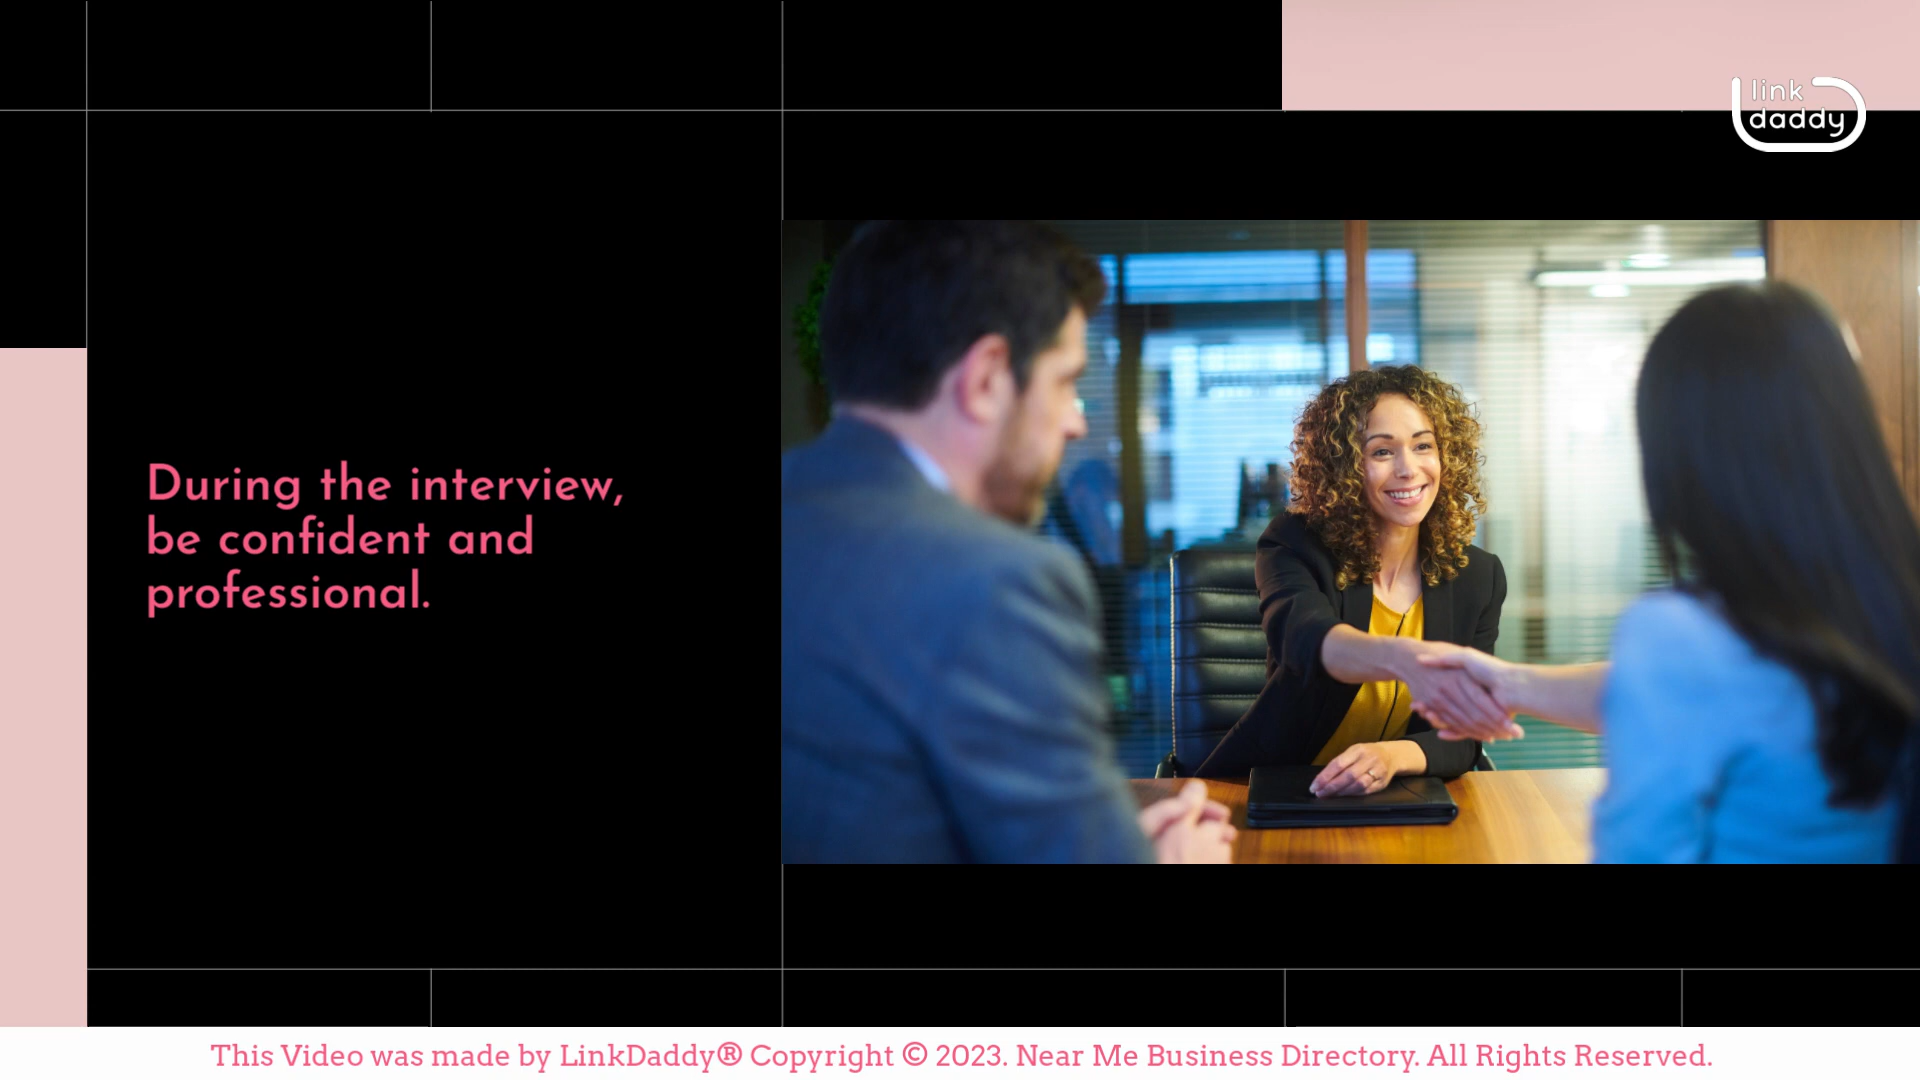 link
daddy
During the interview,
be confident and
professional.
This Video was made by LinkDaddy® Copyright © 2023. Near Me Business Directory. All Rights Reserved.